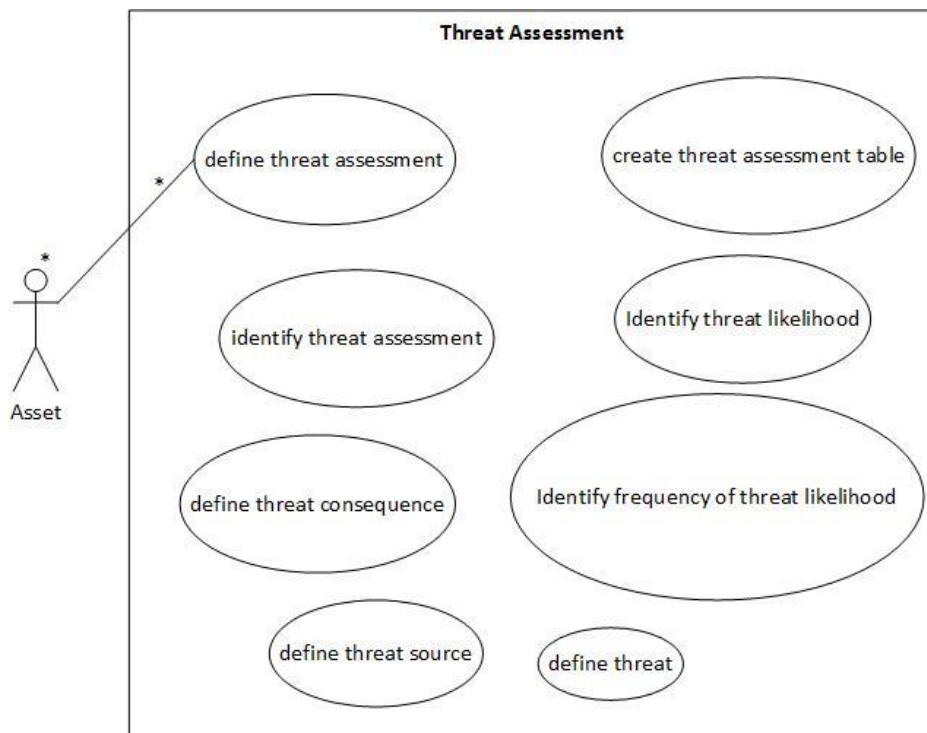 Threat Assessment
define threat assessment
create threat assessment table
*
*
identify threat assessment
Identify threat likelihood
Asset
define threat consequence
Identify frequency of threat likelihood
define threat source
define threat